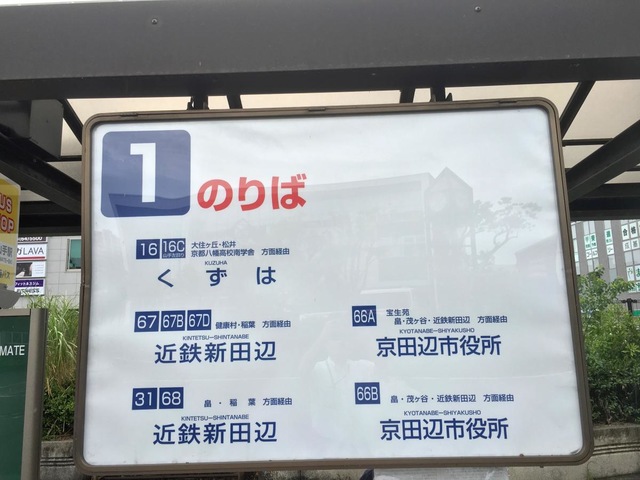 1 のりば
16 16C 大住ヶ丘・松井
京都八幡高校南学舎 方面経由
KUZUHA
くずは
67 67B 67D 健康村・稲葉 方面経由
KINTETSU-SHINTANABE
近鉄新田辺
31 68 畠・稲葉 方面経由
KINTETSU-SHINTANABE
近鉄新田辺
66A 宝生苑
畠・茂ヶ谷・近鉄新田辺 方面経由
KYOTANABE-SHIYAKUSHO
京田辺市役所
66B 畠・茂ヶ谷・近鉄新田辺 方面経由
KYOTANABE-SHIYAKUSHO
京田辺市役所
LAVA
MATE